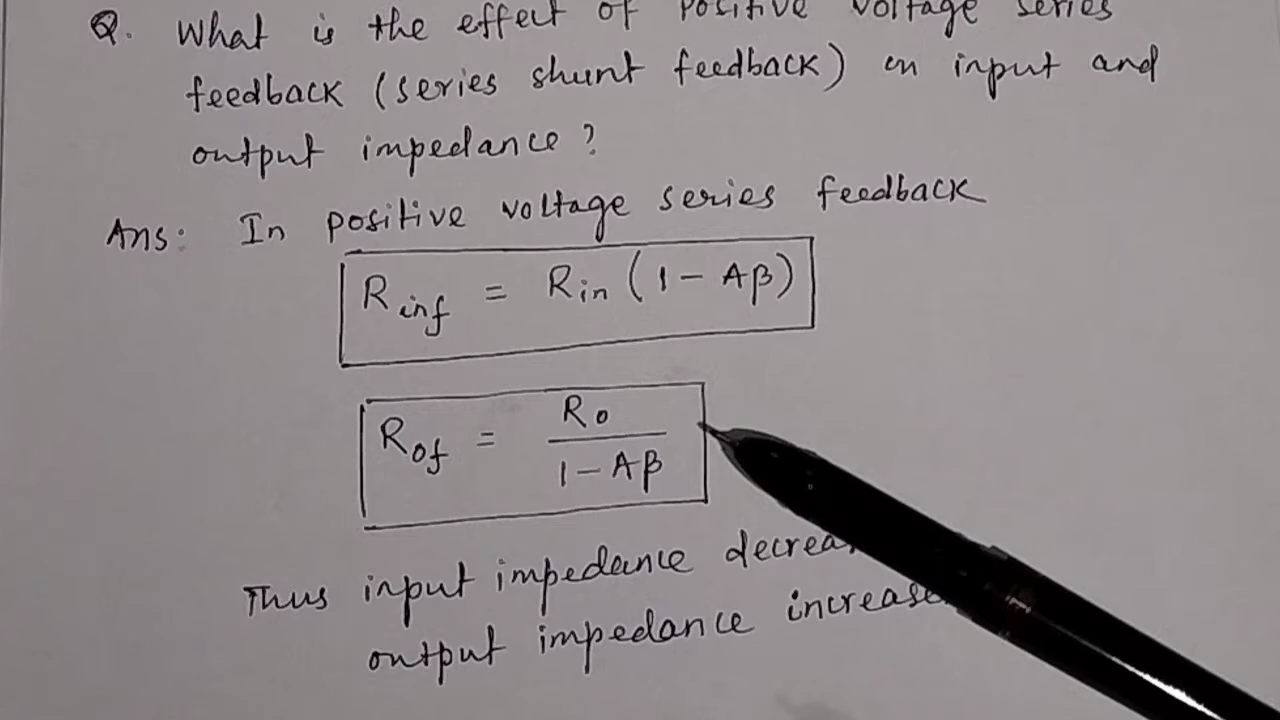 Q. What is the effect of positive voltage series
feedback (series shunt feedback) on input and
output impedance?
Ans: In positive voltage series feedback
Rinf = Rin (1 - Aβ)
Rof = Ro / 1 - Aβ
Thus input impedance
output impedance increase